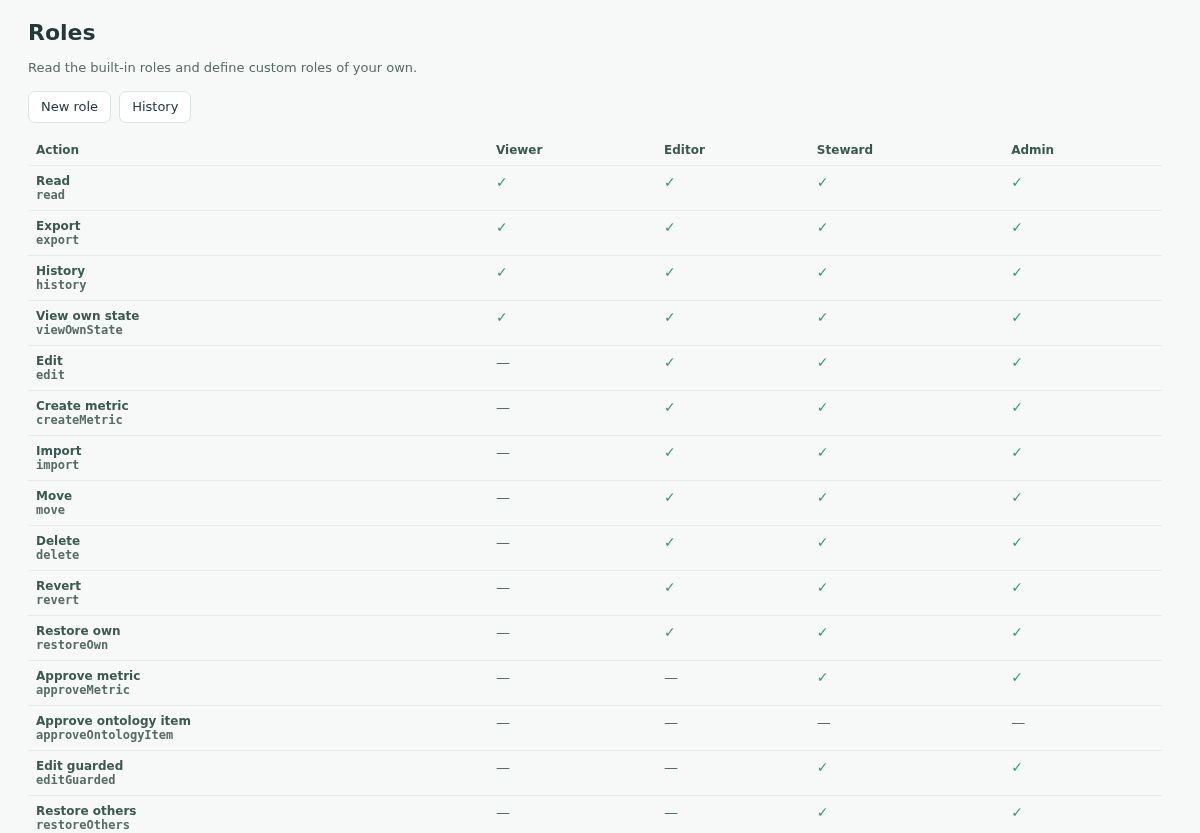 Roles
Read the built-in roles and define custom roles of your own.
New role History
Action Viewer Editor Steward Admin
Read ✓ ✓ ✓ ✓
read
Export ✓ ✓ ✓ ✓
export
History ✓ ✓ ✓ ✓
history
View own state ✓ ✓ ✓ ✓
viewOwnState
Edit — ✓ ✓ ✓
edit
Create metric — ✓ ✓ ✓
createMetric
Import — ✓ ✓ ✓
import
Move — ✓ ✓ ✓
move
Delete — ✓ ✓ ✓
delete
Revert — ✓ ✓ ✓
revert
Restore own — ✓ ✓ ✓
restoreOwn
Approve metric — — ✓ ✓
approveMetric
Approve ontology item — — — —
approveOntologyItem
Edit guarded — — ✓ ✓
editGuarded
Restore others — — ✓ ✓
restoreOthers